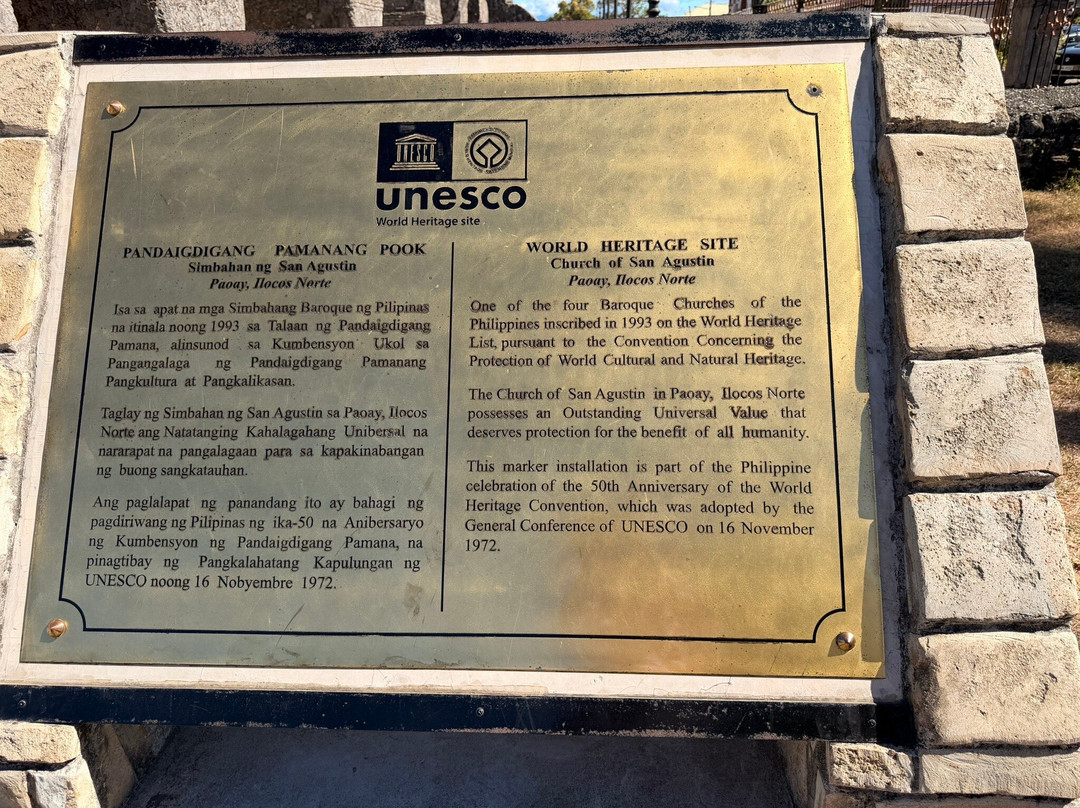 UNESCO
unesco
World Heritage site
PANDAIGDIGANG PAMANANG POOK
Simbahan ng San Agustin
Paoay, Ilocos Norte
Isa sa apat na mga Simbahang Baroque ng Pilipinas
na itinala noong 1993 sa Talaan ng Pandaigdigang
Pamana, alinsunod sa Kumbensyon Ukol sa
Pangangalaga ng Pandaigdigang Pamanang
Pangkultura at Pangkalikasan.
Taglay ng Simbahan ng San Agustin sa Paoay, Ilocos
Norte ang Natatanging Kahalagahang Unibersal na
nararapat na pangalagaan para sa kapakinabangan
ng buong sangkatauhan.
Ang paglalapat ng panandang ito ay bahagi ng
pagdiriwang ng Pilipinas ng ika-50 na Anibersaryo
ng Kumbensyon ng Pandaigdigang Pamana, na
pinagtibay ng Pangkalahatang Kapulungan ng
UNESCO noong 16 Nobyembre 1972.
WORLD HERITAGE SITE
Church of San Agustin
Paoay, Ilocos Norte
One of the four Baroque Churches of the
Philippines inscribed in 1993 on the World Heritage
List, pursuant to the Convention Concerning the
Protection of World Cultural and Natural Heritage.
The Church of San Agustin in Paoay, Ilocos Norte
possesses an Outstanding Universal Value that
deserves protection for the benefit of all humanity.
This marker installation is part of the Philippine
celebration of the 50th Anniversary of the World
Heritage Convention, which was adopted by the
General Conference of UNESCO on 16 November
1972.